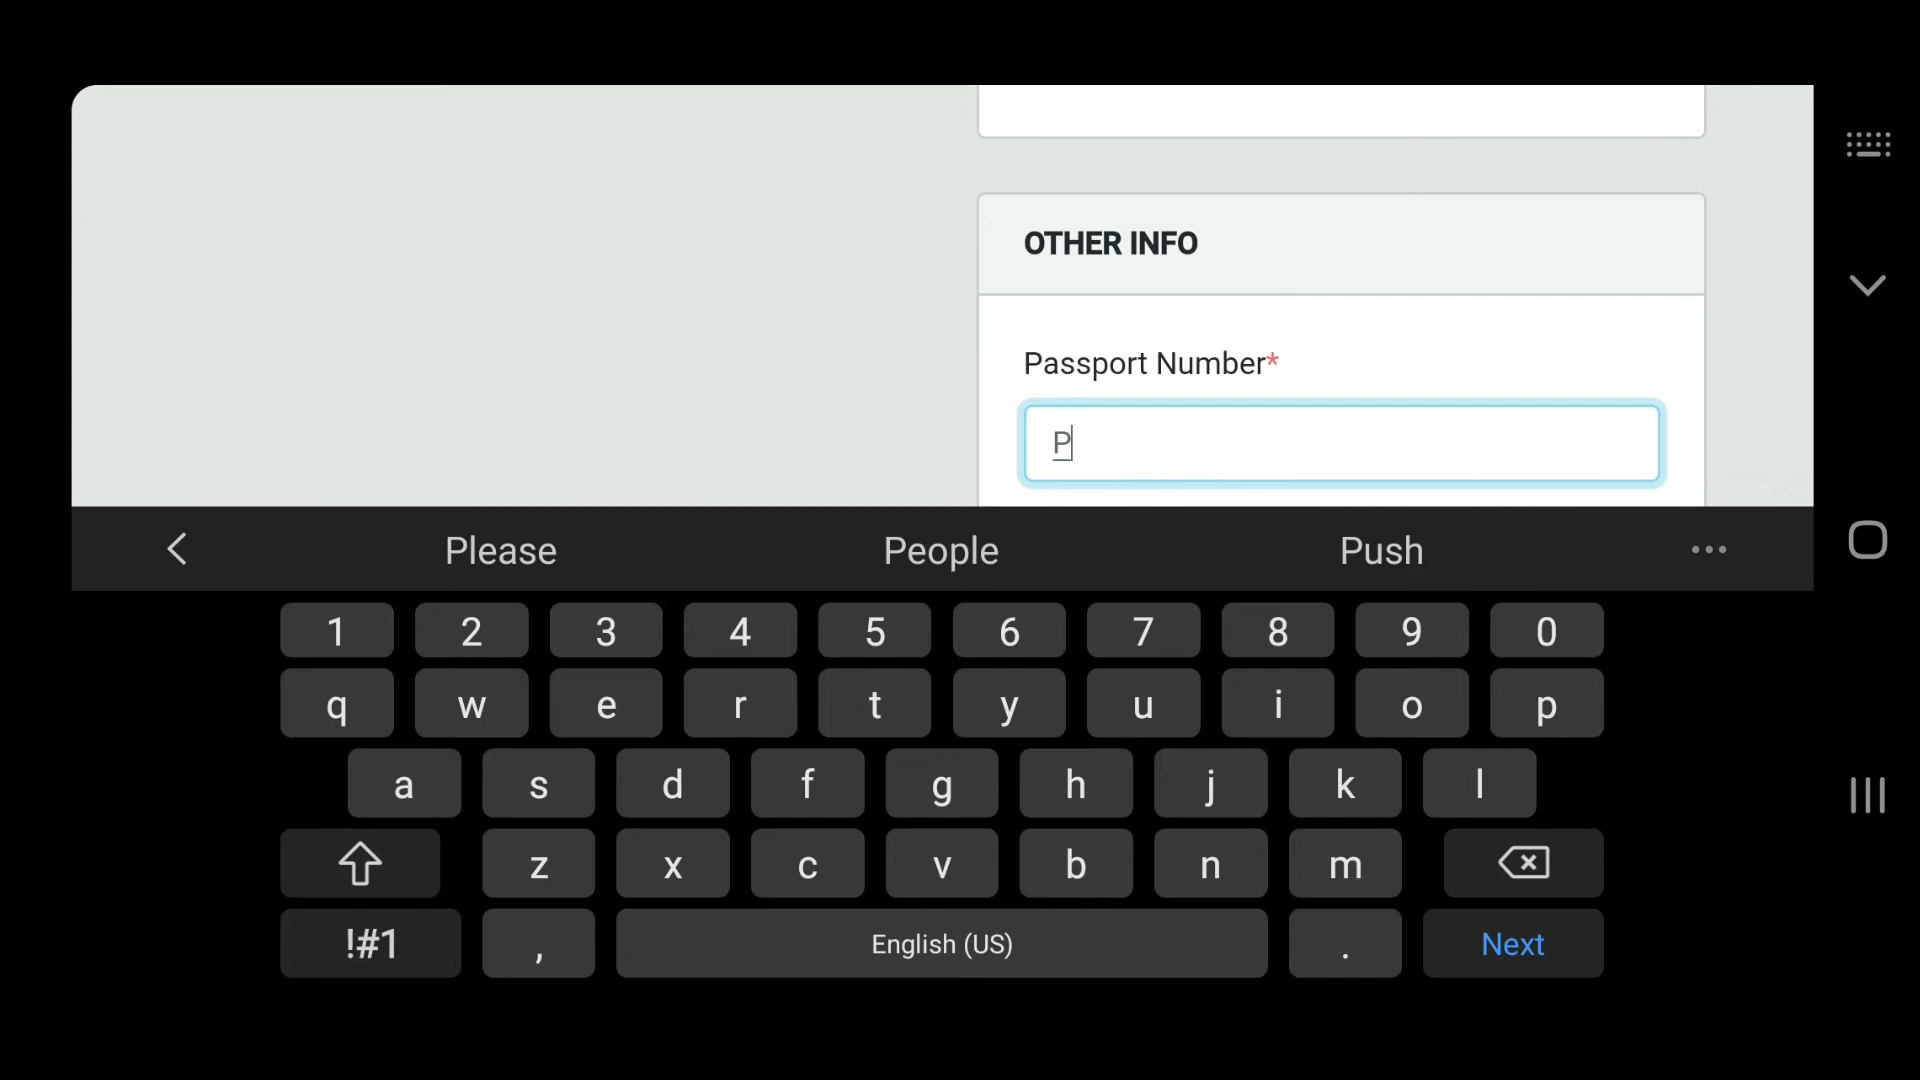 OTHER INFO
Passport Number*
P
Please People Push
1 2 3 4 5 6 7 8 9 0
q w e r t y u i o p
a s d f g h j k l
z x c v b n m
!#1 , English (US) . Next